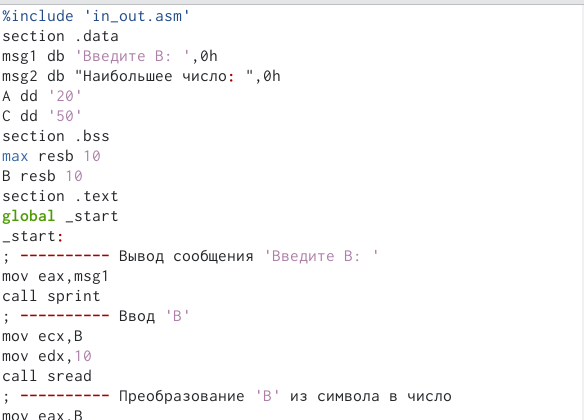 %include 'in_out.asm'
section .data
msg1 db 'Введите B: ',0h
msg2 db "Наибольшее число: ",0h
A dd '20'
C dd '50'
section .bss
max resb 10
B resb 10
section .text
global _start
_start:
; ---------- Вывод сообщения 'Введите B: '
mov eax,msg1
call sprint
; ---------- Ввод 'B'
mov ecx,B
mov edx,10
call sread
; ---------- Преобразование 'B' из символа в число
mov eax,B